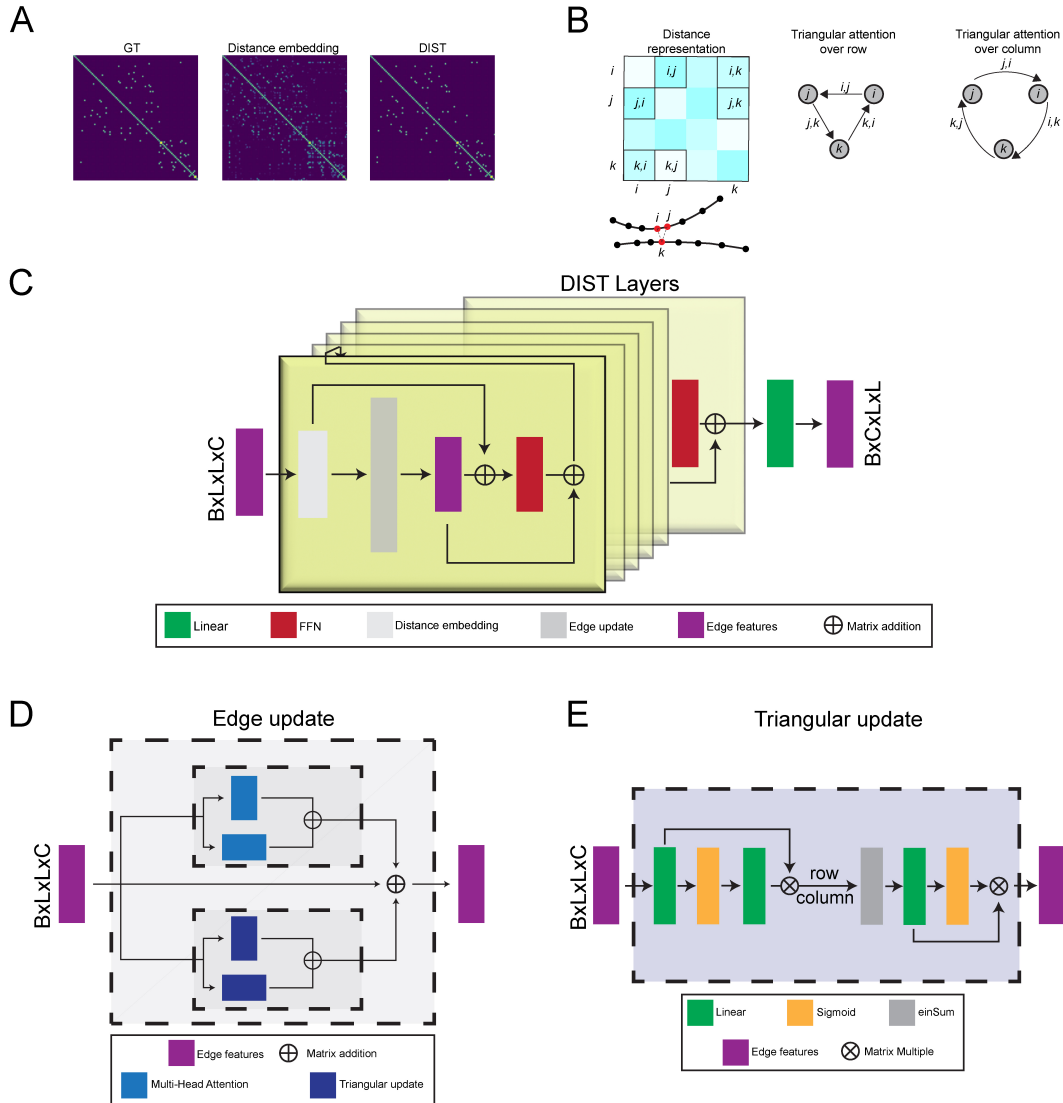 A
GT
Distance embedding
DIST
B
Distance
representation
i
j
k
i,j
i,k
j,i
j,k
k,i
k,j
i
j
k
i
j
k
Triangular attention
over row
j
i,j
i
j,k
k,i
k
Triangular attention
over column
j,i
j
i
k,j
i,k
k
C
DIST Layers
BxLxLxC
BxCxLxL
Linear
FFN
Distance embedding
Edge update
Edge features
Matrix addition
D
Edge update
BxLxLxC
Edge features
Matrix addition
Multi-Head Attention
Triangular update
E
Triangular update
BxLxLxC
row
column
Linear
Sigmoid
einSum
Edge features
Matrix Multiple